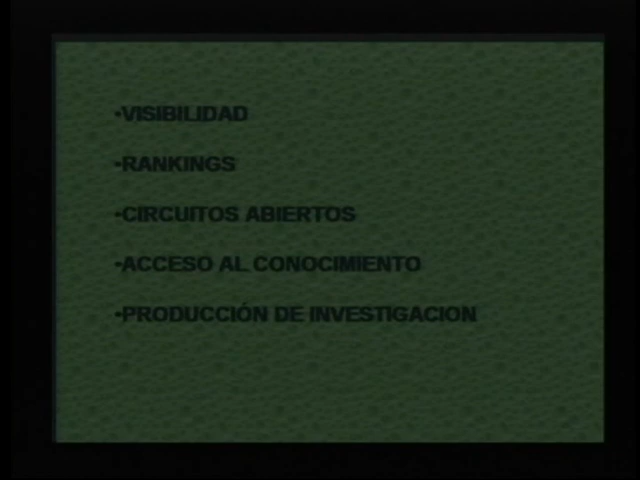 •VISIBILIDAD
•RANKINGS
•CIRCUITOS ABIERTOS
•ACCESO AL CONOCIMIENTO
•PRODUCCIÓN DE INVESTIGACION